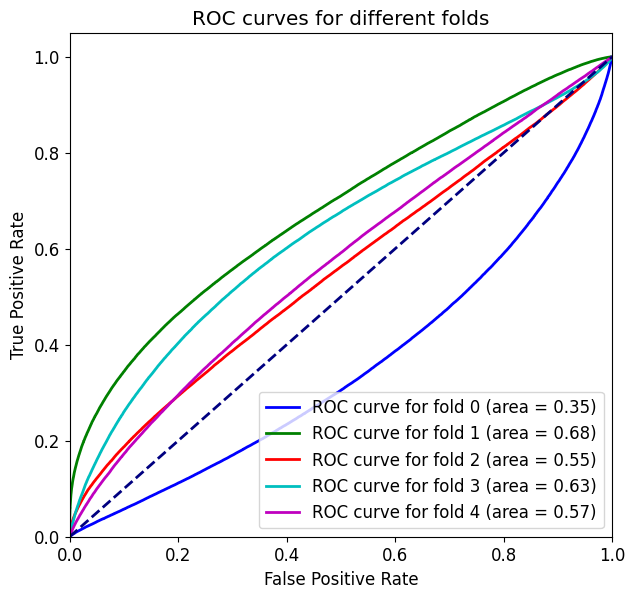 ROC curves for different folds
True Positive Rate
1.0
0.8
0.6
0.4
0.2
0.0
ROC curve for fold 0 (area = 0.35)
ROC curve for fold 1 (area = 0.68)
ROC curve for fold 2 (area = 0.55)
ROC curve for fold 3 (area = 0.63)
ROC curve for fold 4 (area = 0.57)
0.0 0.2 0.4 0.6 0.8 1.0
False Positive Rate